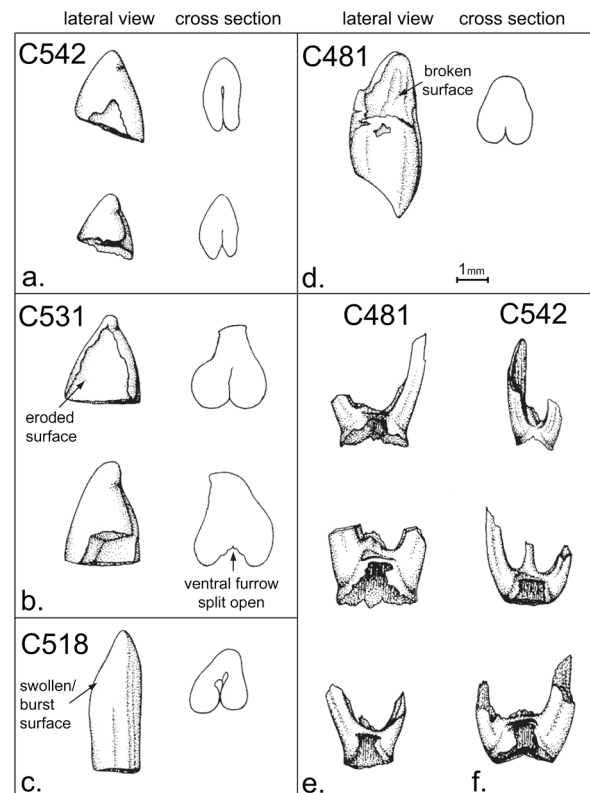 lateral view cross section lateral view cross section
C542
a.
C481
broken
surface
1mm
d.
C531
eroded
surface
ventral furrow
split open
b.
C518
swollen/
burst
surface
c.
C481 C542
e. f.